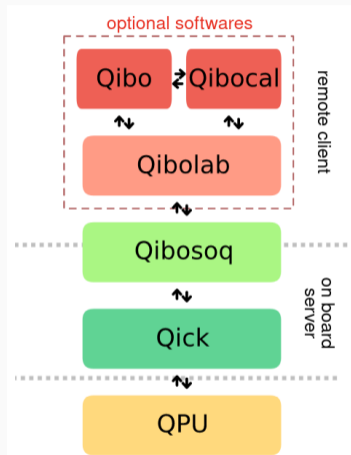 optional softwares
Qibo
Qibocal
Qibolab
remote client
Qibosoq
on board
server
Qick
QPU